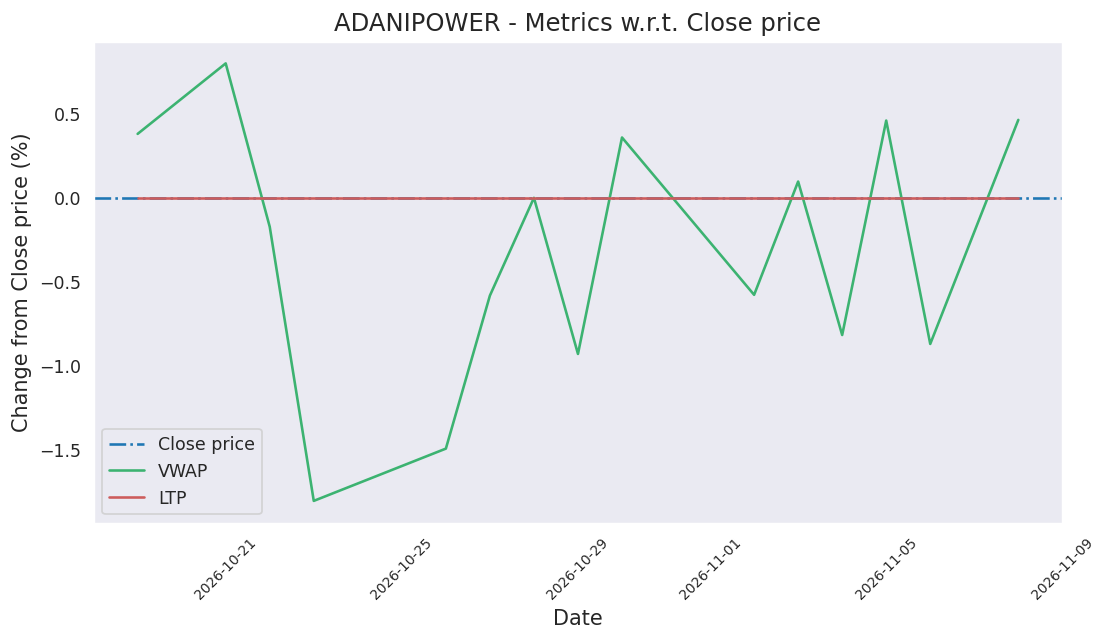 ADANIPOWER - Metrics w.r.t. Close price
Change from Close price (%)
0.5
0.0
−0.5
−1.0
−1.5
Close price
VWAP
LTP
2026-10-21
2026-10-25
2026-10-29
2026-11-01
2026-11-05
2026-11-09
Date